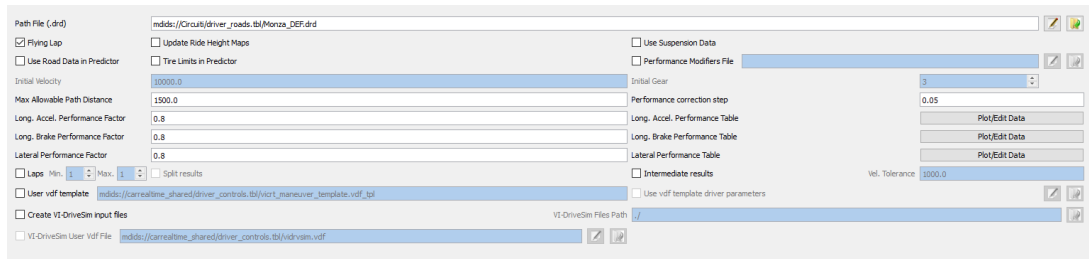 Path File (.drd) mdids://Circuiti/driver_roads.tbl/Monza_DEF.drd
Flying Lap Update Ride Height Maps Use Suspension Data
Use Road Data in Predictor Tire Limits in Predictor Performance Modifiers File
Initial Velocity 10000.0 Initial Gear 3
Max Allowable Path Distance 1500.0 Performance correction step 0.05
Long. Accel. Performance Factor 0.8 Long. Accel. Performance Table Plot/Edit Data
Long. Brake Performance Factor 0.8 Long. Brake Performance Table Plot/Edit Data
Lateral Performance Factor 0.8 Lateral Performance Table Plot/Edit Data
Laps Min. 1 Max. 1 Split results Intermediate results Vel. Tolerance 1000.0
User vdf template mdids://carrealtime_shared/driver_controls.tbl/vicrt_maneuver_template.vdf_tpl Use vdf template driver parameters
Create VI-DriveSim input files VI-DriveSim Files Path ./
VI-DriveSim User Vdf File mdids://carrealtime_shared/driver_controls.tbl/vidrvsim.vdf